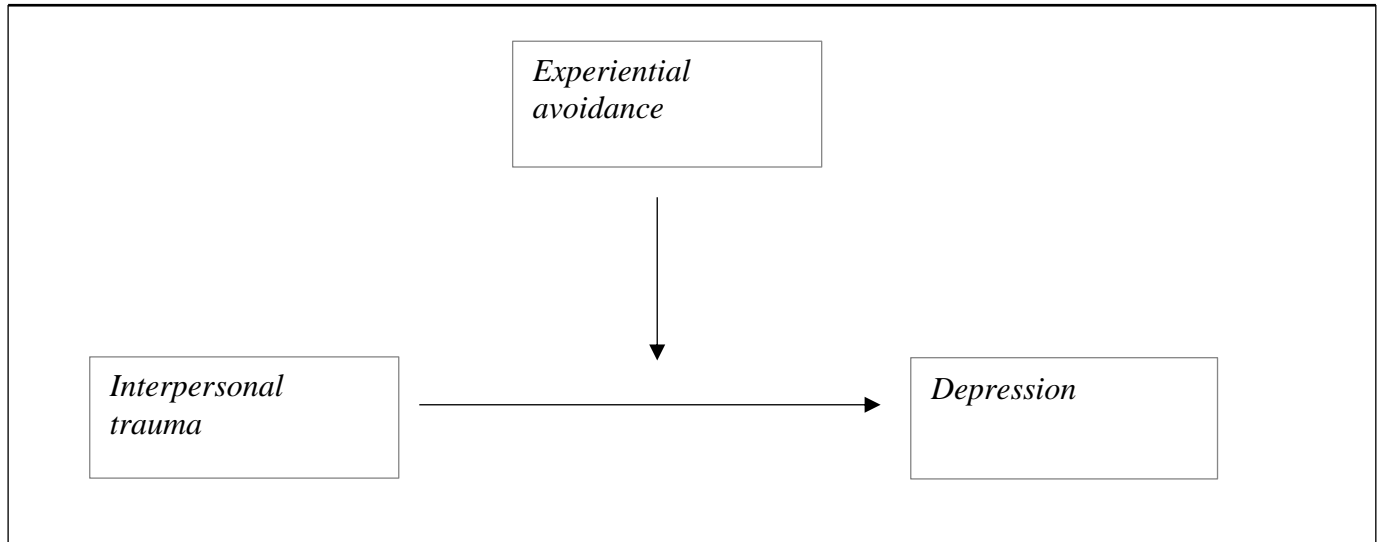 Experiential
avoidance
Interpersonal
trauma
Depression